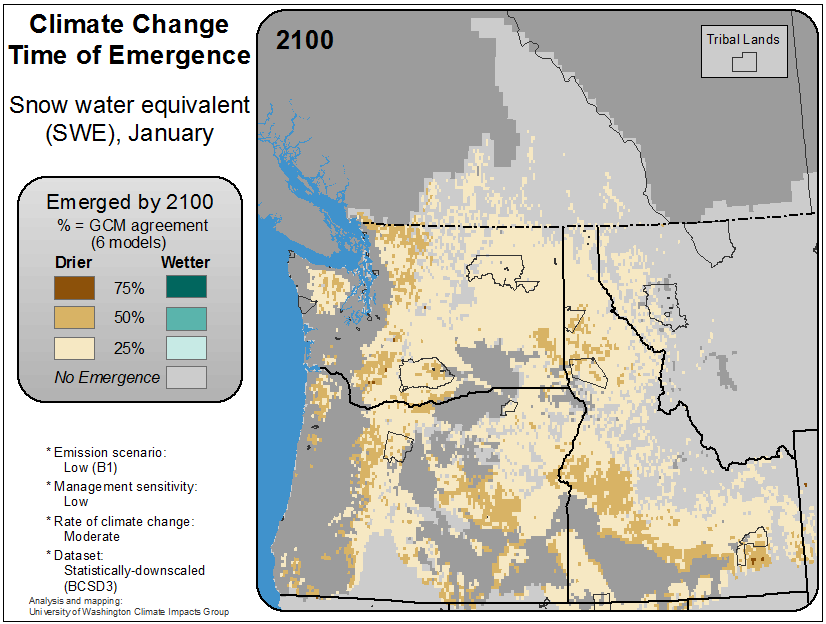 Climate Change
Time of Emergence
Snow water equivalent
(SWE), January
Emerged by 2100
% = GCM agreement
(6 models)
Drier Wetter
75%
50%
25%
No Emergence
* Emission scenario:
Low (B1)
* Management sensitivity:
Low
* Rate of climate change:
Moderate
* Dataset:
Statistically-downscaled
(BCSD3)
Analysis and mapping:
University of Washington Climate Impacts Group
2100
Tribal Lands